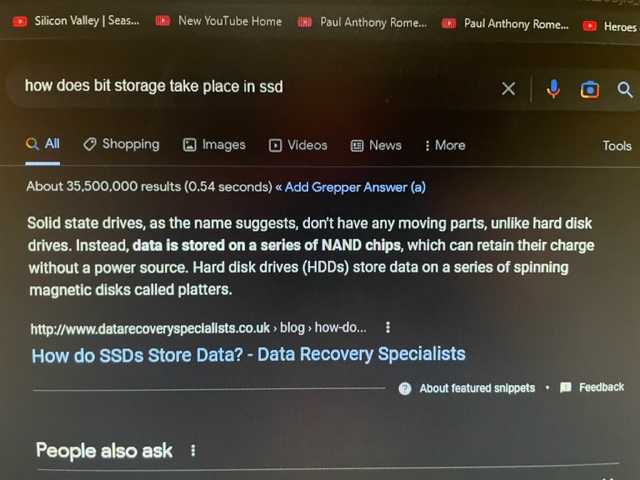 Silicon Valley | Seas... New YouTube Home Paul Anthony Rome... Paul Anthony Rome... Heroes
how does bit storage take place in ssd
All Shopping Images Videos News More Tools
About 35,500,000 results (0.54 seconds) « Add Grepper Answer (a)
Solid state drives, as the name suggests, don't have any moving parts, unlike hard disk
drives. Instead, data is stored on a series of NAND chips, which can retain their charge
without a power source. Hard disk drives (HDDs) store data on a series of spinning
magnetic disks called platters.
http://www.datarecoveryspecialists.co.uk › blog › how-do...
How do SSDs Store Data? - Data Recovery Specialists
About featured snippets • Feedback
People also ask